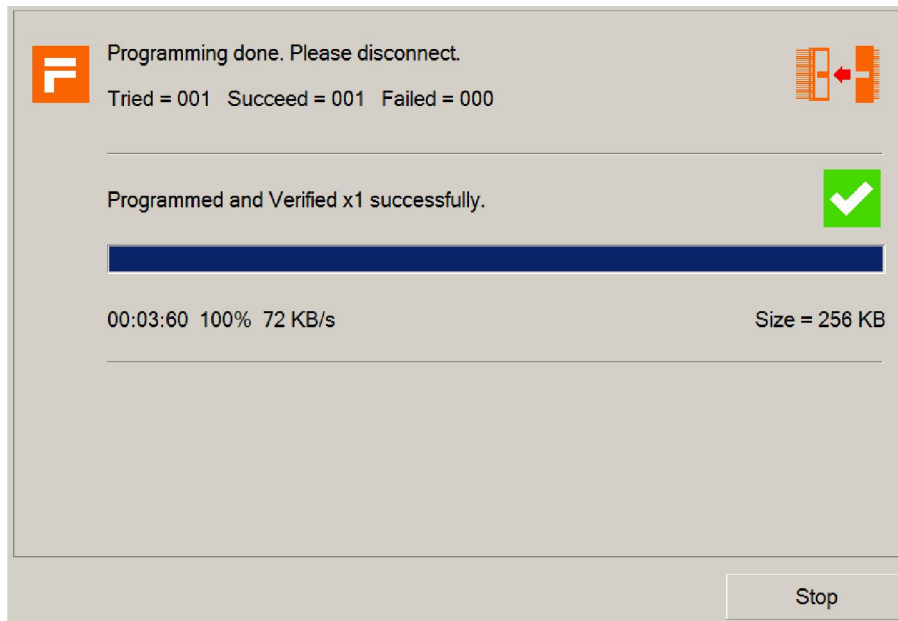 Programming done. Please disconnect.
Tried = 001 Succeed = 001 Failed = 000
Programmed and Verified x1 successfully.
00:03:60 100% 72 KB/s Size = 256 KB
Stop